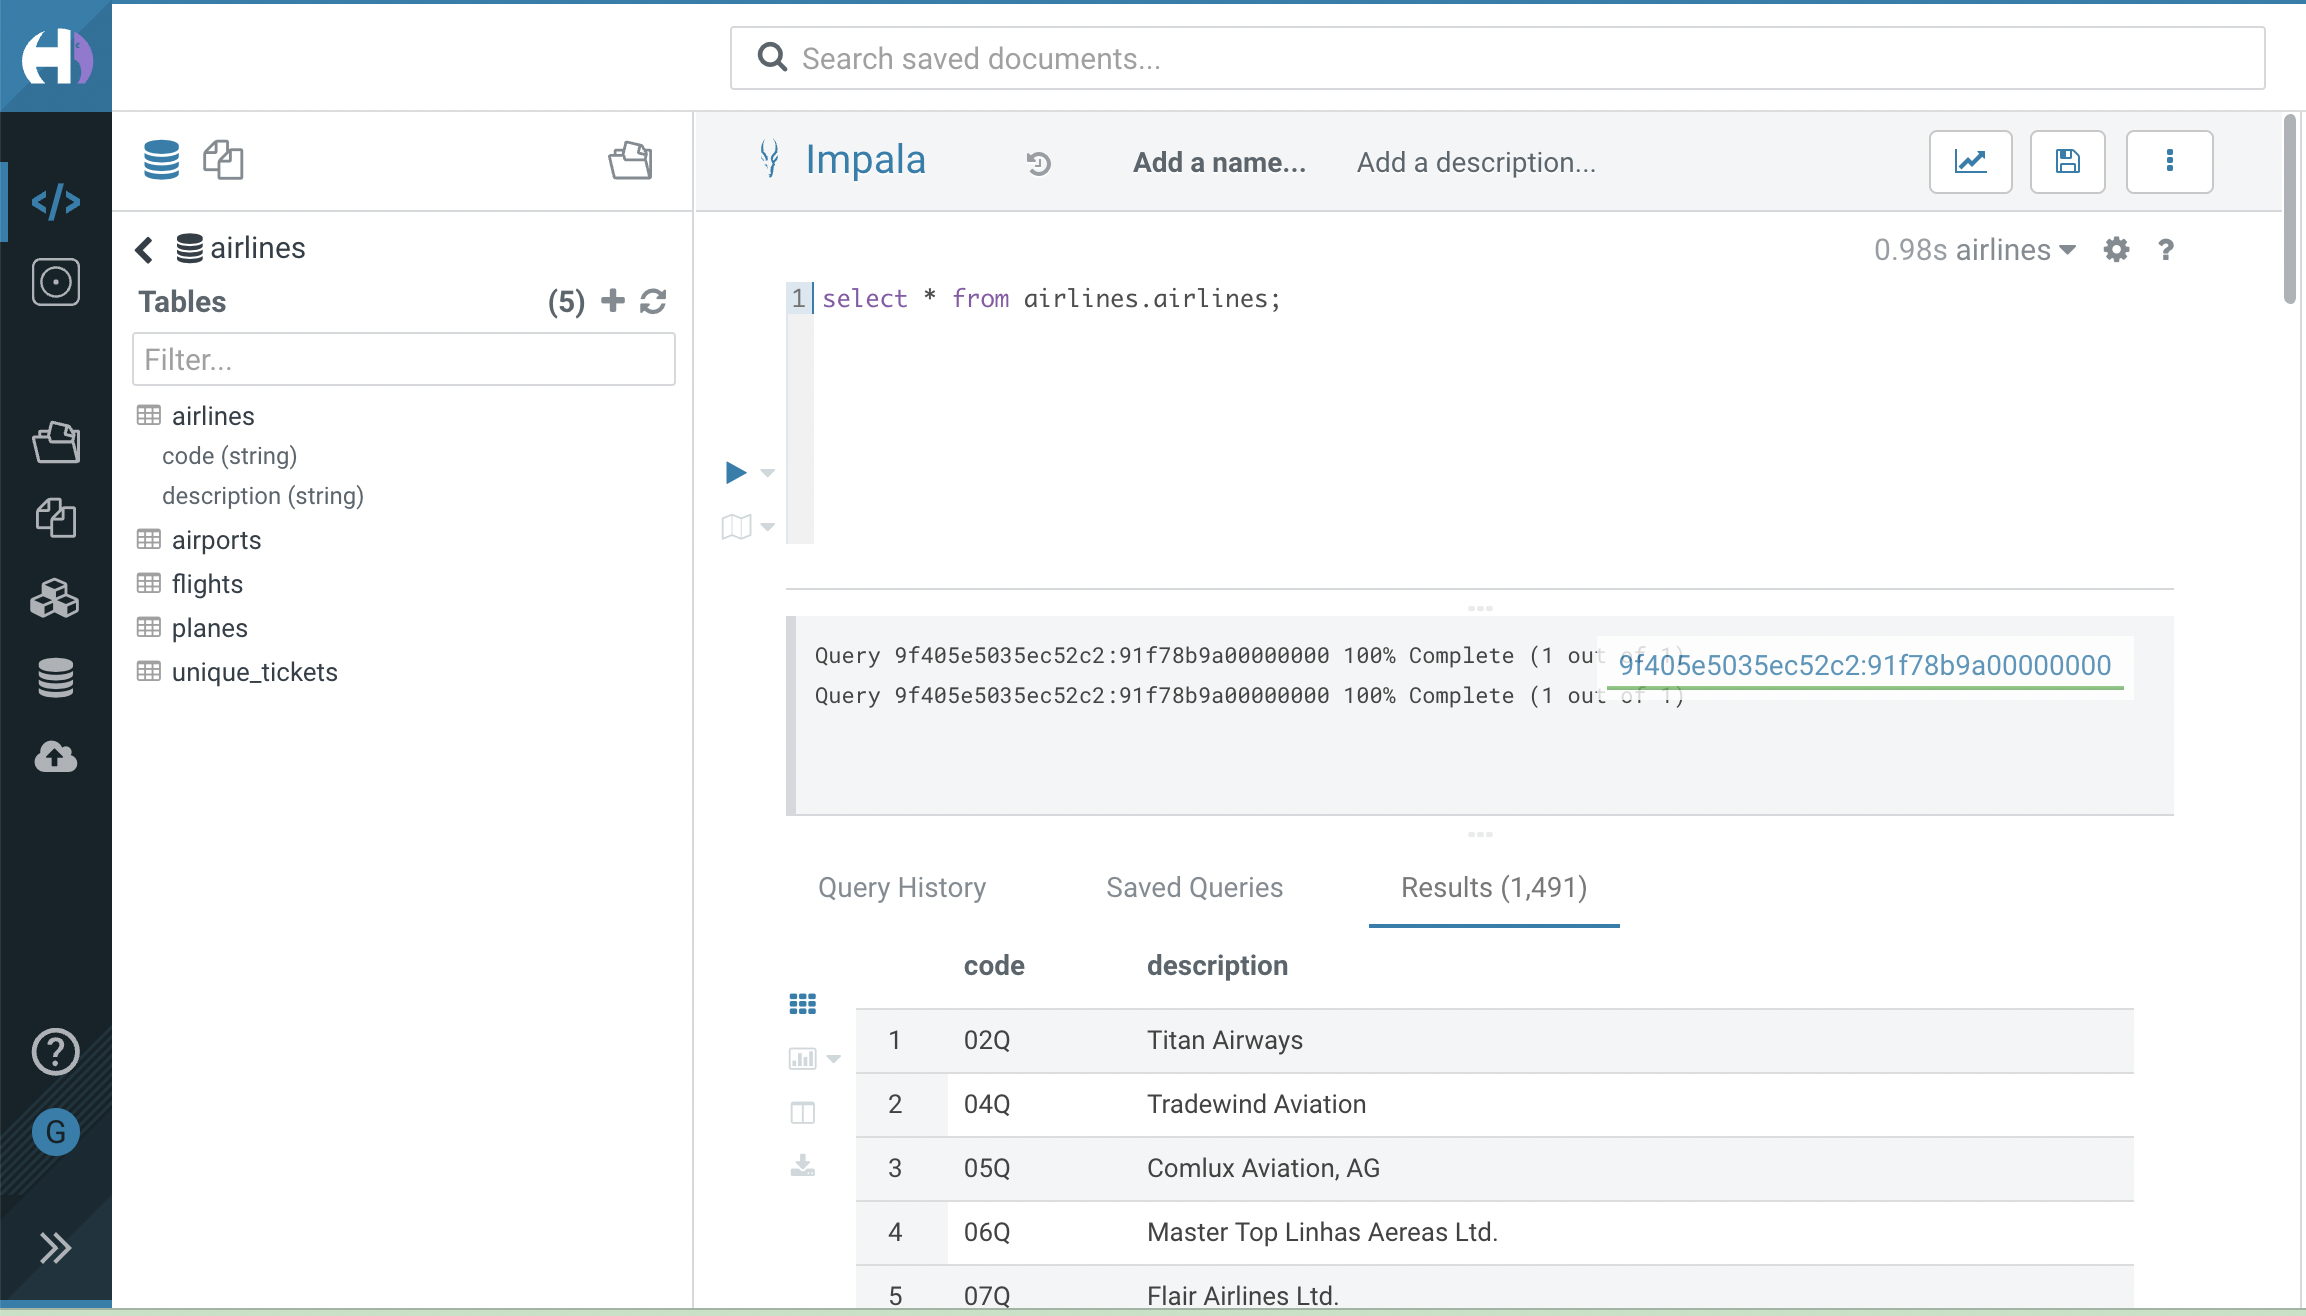 Search saved documents...
Impala
Add a name...
Add a description...
airlines
Tables (5)
Filter...
airlines
code (string)
description (string)
airports
flights
planes
unique_tickets
G
0.98s airlines
?
1 select * from airlines.airlines;
Query 9f405e5035ec52c2:91f78b9a00000000 100% Complete (1 out of 1)
9f405e5035ec52c2:91f78b9a00000000
Query 9f405e5035ec52c2:91f78b9a00000000 100% Complete (1 out of 1)
Query History Saved Queries Results (1,491)
code description
1 02Q Titan Airways
2 04Q Tradewind Aviation
3 05Q Comlux Aviation, AG
4 06Q Master Top Linhas Aereas Ltd.
5 07Q Flair Airlines Ltd.